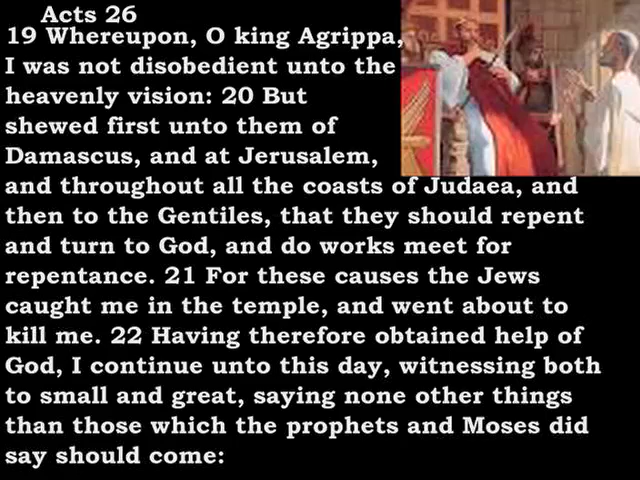 Acts 26
19 Whereupon, O king Agrippa,
I was not disobedient unto the
heavenly vision: 20 But
shewed first unto them of
Damascus, and at Jerusalem,
and throughout all the coasts of Judaea, and
then to the Gentiles, that they should repent
and turn to God, and do works meet for
repentance. 21 For these causes the Jews
caught me in the temple, and went about to
kill me. 22 Having therefore obtained help of
God, I continue unto this day, witnessing both
to small and great, saying none other things
than those which the prophets and Moses did
say should come: